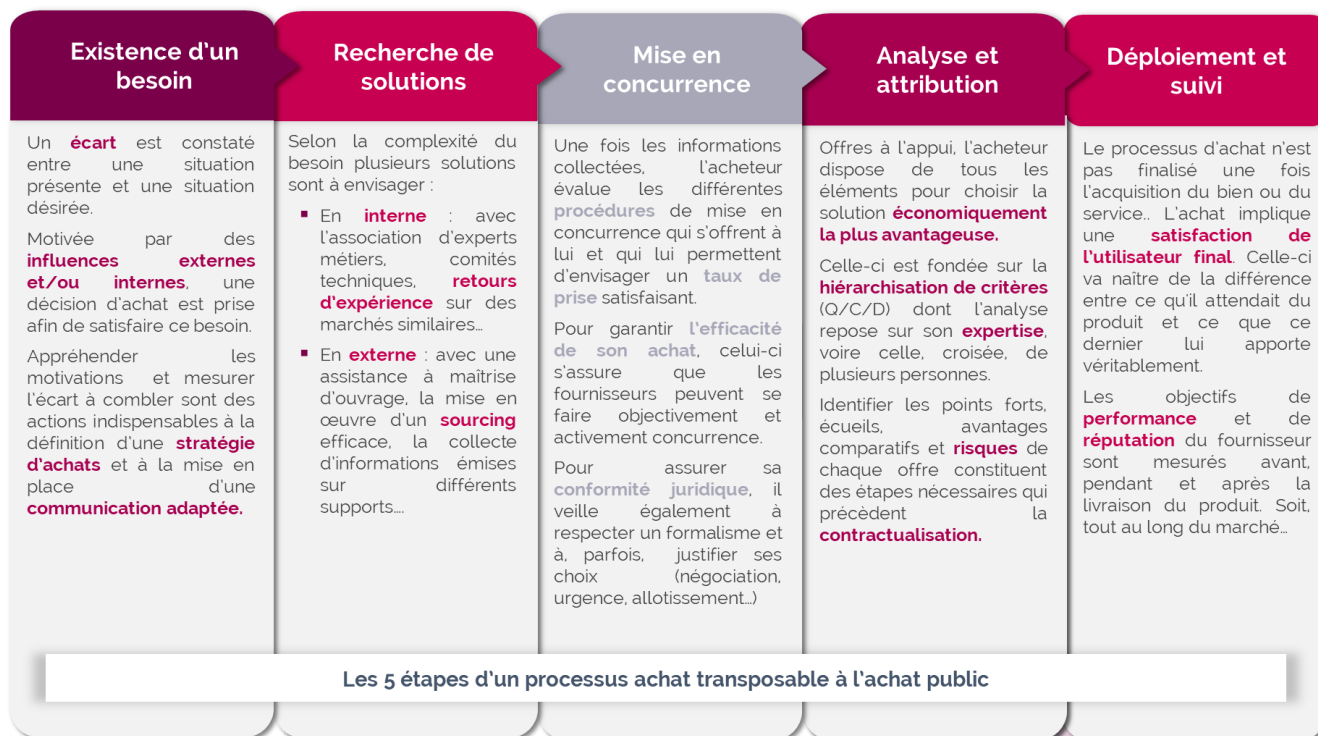 Existence d'un
besoin
Un écart est constaté
entre une situation
présente et une situation
désirée.
Motivée par des
influences externes
et/ou internes, une
décision d'achat est prise
afin de satisfaire ce besoin.
Appréhender les
motivations et mesurer
l'écart à combler sont des
actions indispensables à la
définition d'une stratégie
d'achats et à la mise en
place d'une
communication adaptée.
Recherche de
solutions
Selon la complexité du
besoin plusieurs solutions
sont à envisager :
▪ En interne : avec
l'association d'experts
métiers, comités
techniques, retours
d'expérience sur des
marchés similaires…
▪ En externe : avec une
assistance à maîtrise
d'ouvrage, la mise en
œuvre d'un sourcing
efficace, la collecte
d'informations émises
sur différents
supports….
Mise en
concurrence
Une fois les informations
collectées, l'acheteur
évalue les différentes
procédures de mise en
concurrence qui s'offrent à
lui et qui lui permettent
d'envisager un taux de
prise satisfaisant.
Pour garantir l'efficacité
de son achat, celui-ci
s'assure que les
fournisseurs peuvent se
faire objectivement et
activement concurrence.
Pour assurer sa
conformité juridique, il
veille également à
respecter un formalisme et
à, parfois, justifier ses
choix (négociation,
urgence, allotissement…)
Analyse et
attribution
Offres à l'appui, l'acheteur
dispose de tous les
éléments pour choisir la
solution économiquement
la plus avantageuse.
Celle-ci est fondée sur la
hiérarchisation de critères
(Q/C/D) dont l'analyse
repose sur son expertise,
voire celle, croisée, de
plusieurs personnes.
Identifier les points forts,
écueils, avantages
comparatifs et risques de
chaque offre constituent
des étapes nécessaires qui
précèdent la
contractualisation.
Déploiement et
suivi
Le processus d'achat n'est
pas finalisé une fois
l'acquisition du bien ou du
service.. L'achat implique
une satisfaction de
l'utilisateur final. Celle-ci
va naître de la différence
entre ce qu'il attendait du
produit et ce que ce
dernier lui apporte
véritablement.
Les objectifs de
performance et de
réputation du fournisseur
sont mesurés avant,
pendant et après la
livraison du produit. Soit,
tout au long du marché…
Les 5 étapes d'un processus achat transposable à l'achat public